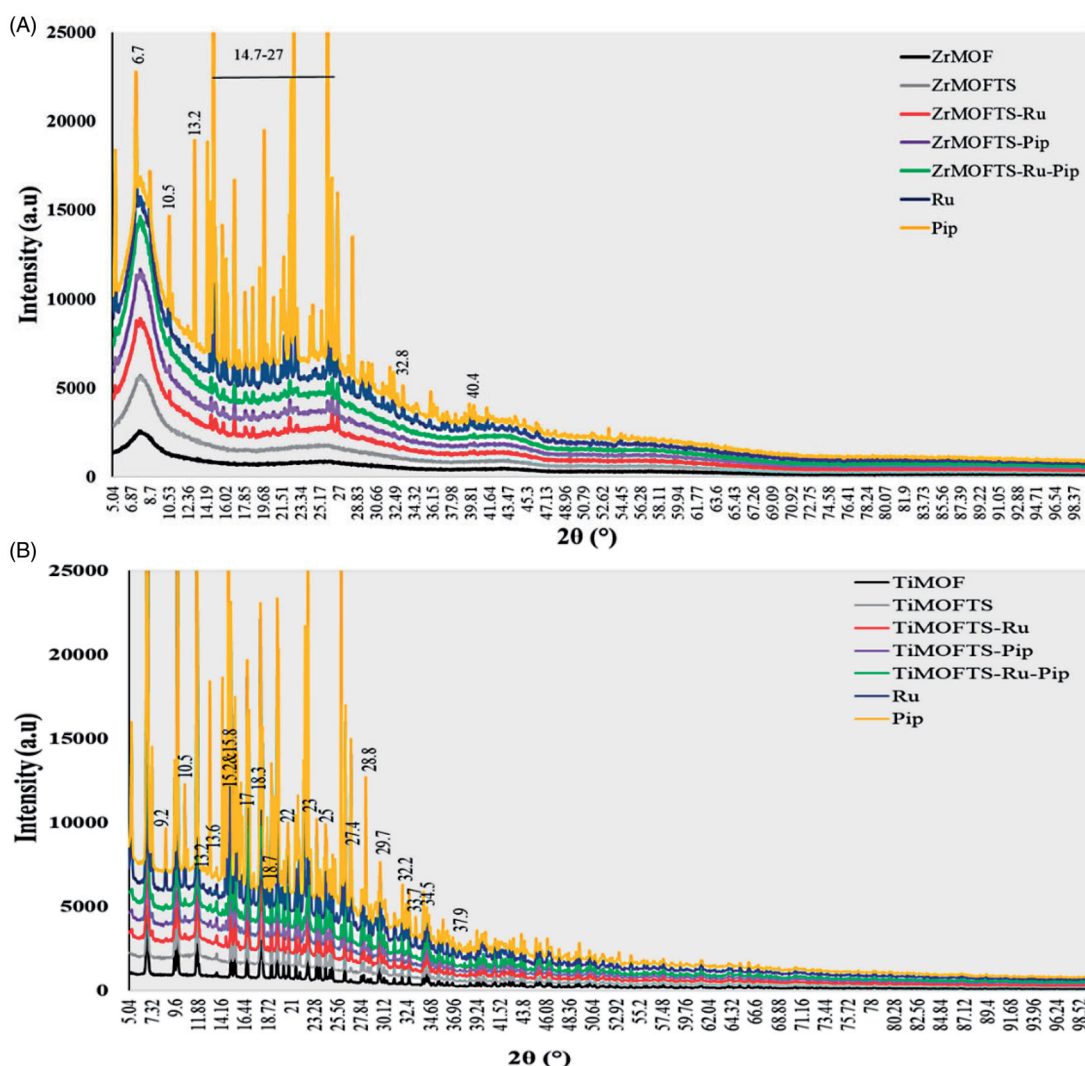 (A)
25000
20000
15000
10000
5000
0
Intensity (a.u)
6.7
10.5
13.2
14.7-27
32.8
40.4
ZrMOF
ZrMOFTS
ZrMOFTS-Ru
ZrMOFTS-Pip
ZrMOFTS-Ru-Pip
Ru
Pip
5.04 6.87 8.7 10.53 12.36 14.19 16.02 17.85 19.68 21.51 23.34 25.17 27 28.83 30.66 32.49 34.32 36.15 37.98 39.81 41.64 43.47 45.3 47.13 48.96 50.79 52.62 54.45 56.28 58.11 59.94 61.77 63.6 65.43 67.26 69.09 70.92 72.75 74.58 76.41 78.24 80.07 81.9 83.73 85.56 87.39 89.22 91.05 92.88 94.71 96.54 98.37
2θ (°)
(B)
25000
20000
15000
10000
5000
0
Intensity (a.u)
9.2
10.5
13.2
13.6
15.2&15.8
17
18.3
18.7
22
23
25
27.4
28.8
29.7
32.2
33.7
34.5
37.9
TiMOF
TiMOFTS
TiMOFTS-Ru
TiMOFTS-Pip
TiMOFTS-Ru-Pip
Ru
Pip
5.04 7.32 9.6 11.88 14.16 16.44 18.72 21 23.28 25.56 27.84 30.12 32.4 34.68 36.96 39.24 41.52 43.8 46.08 48.36 50.64 52.92 55.2 57.48 59.76 62.04 64.32 66.6 68.88 71.16 73.44 75.72 78 80.28 82.56 84.84 87.12 89.4 91.68 93.96 96.24 98.52
2θ (°)